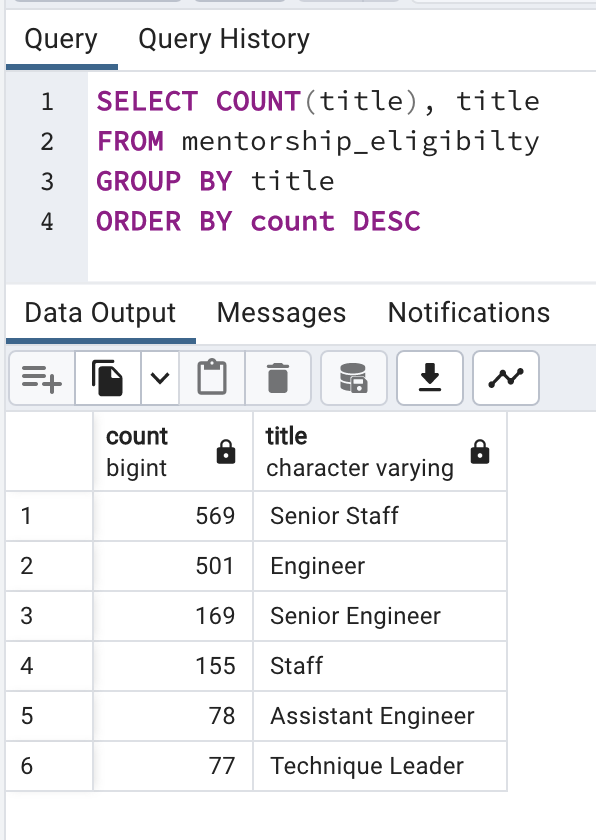 Query Query History
1 SELECT COUNT(title), title
2 FROM mentorship_eligibilty
3 GROUP BY title
4 ORDER BY count DESC
Data Output Messages Notifications
count title
bigint character varying
1 569 Senior Staff
2 501 Engineer
3 169 Senior Engineer
4 155 Staff
5 78 Assistant Engineer
6 77 Technique Leader